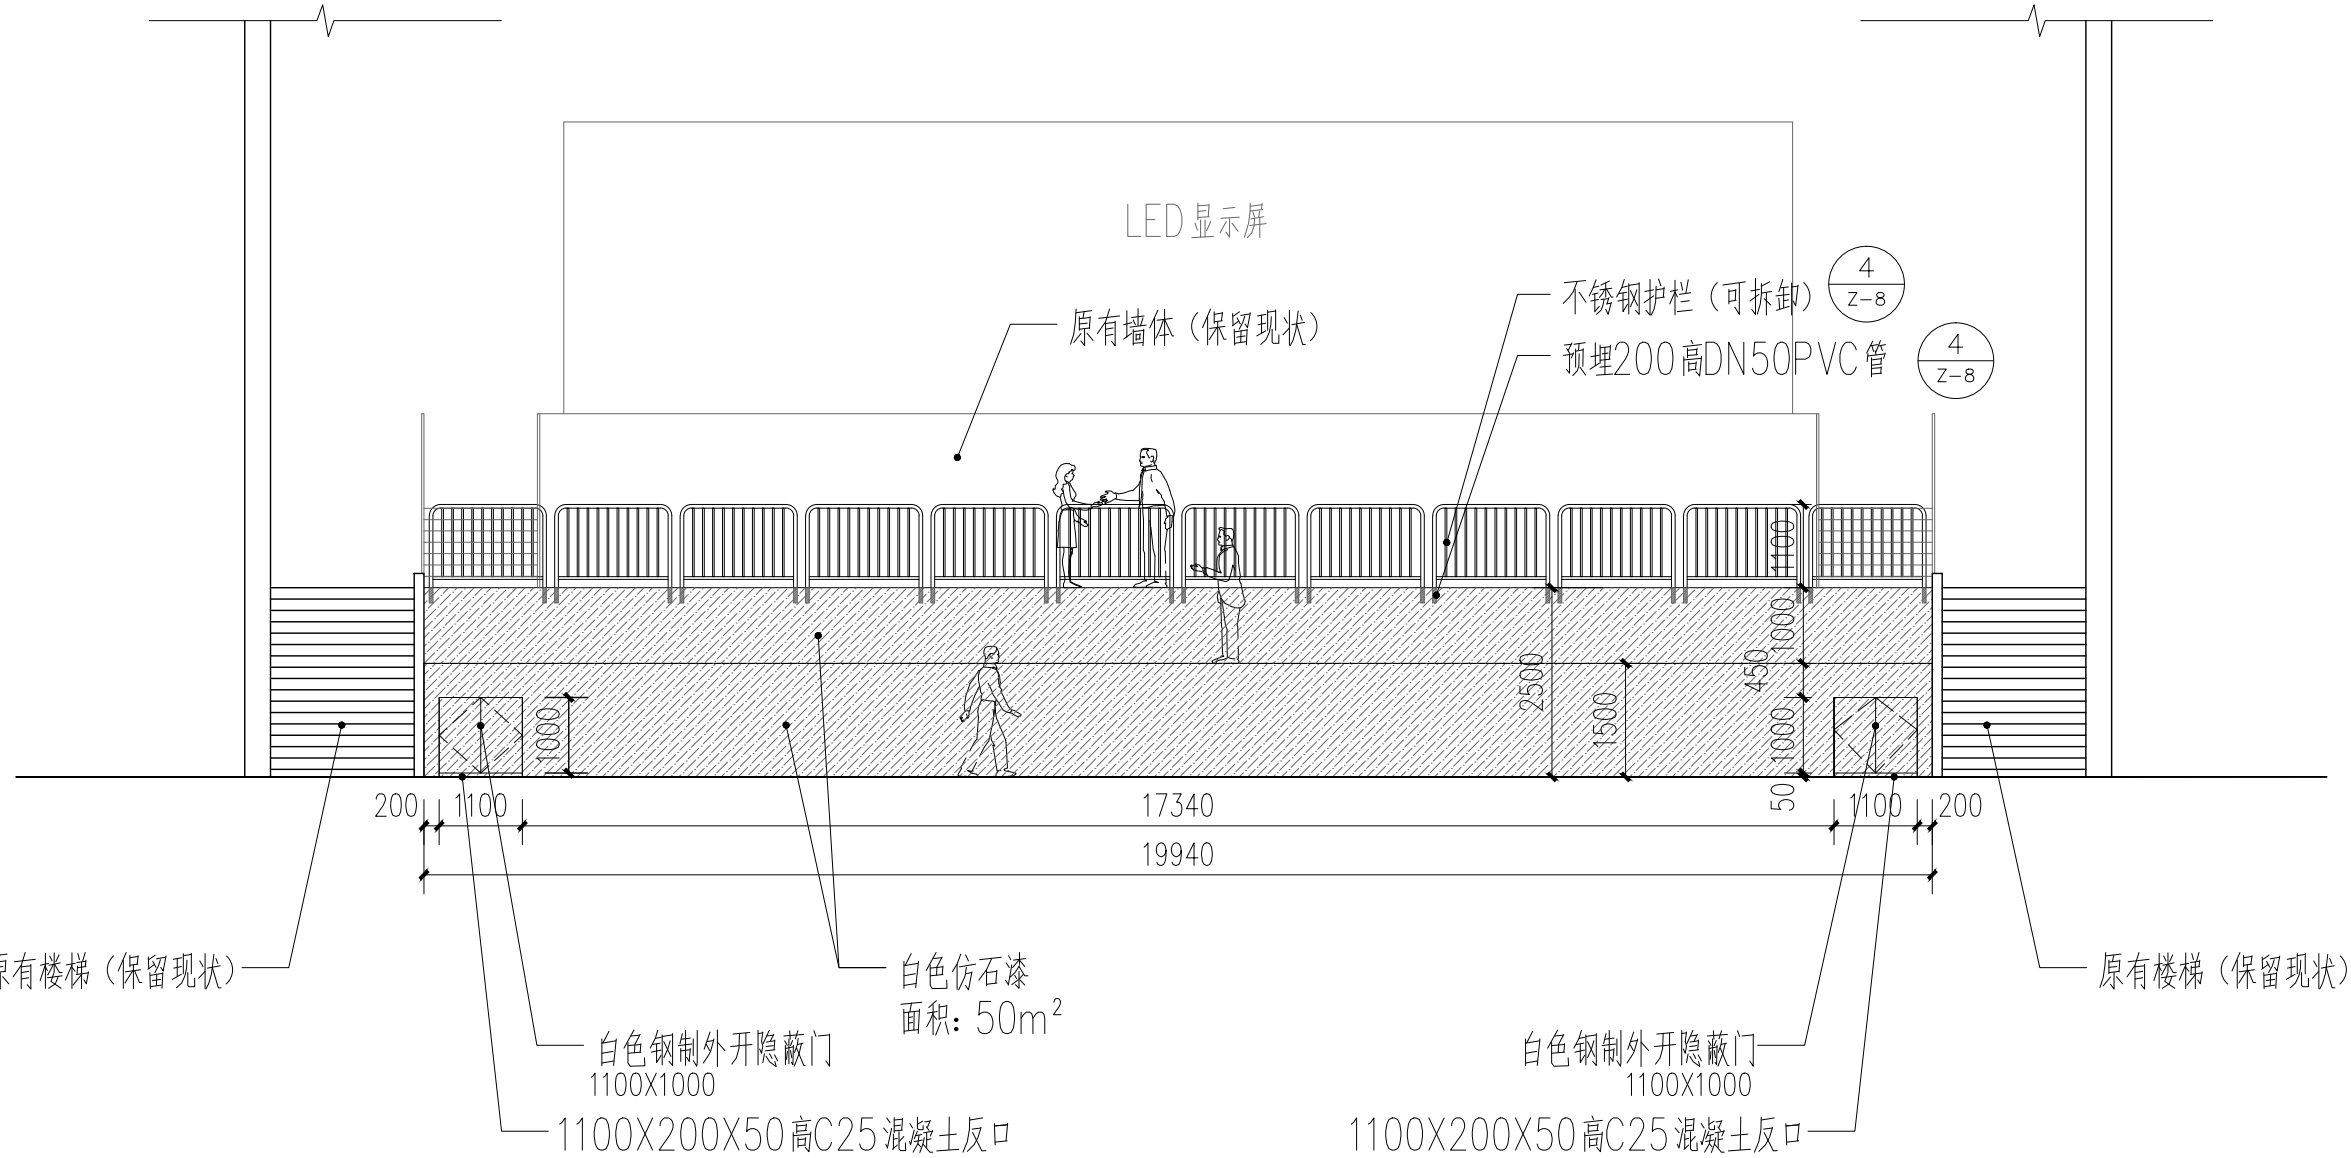 LED显示屏
不锈钢护栏（可拆卸）
4
Z-8
原有墙体（保留现状）
预埋200高DN50PVC管
4
Z-8
1100
1000
450
2500
1500
1000
1000
50
200
1100
17340
1100
200
19940
原有楼梯（保留现状）
白色仿石漆
面积：50m²
原有楼梯（保留现状）
白色钢制外开隐蔽门
1100X1000
白色钢制外开隐蔽门
1100X1000
1100X200X50高C25混凝土反口
1100X200X50高C25混凝土反口